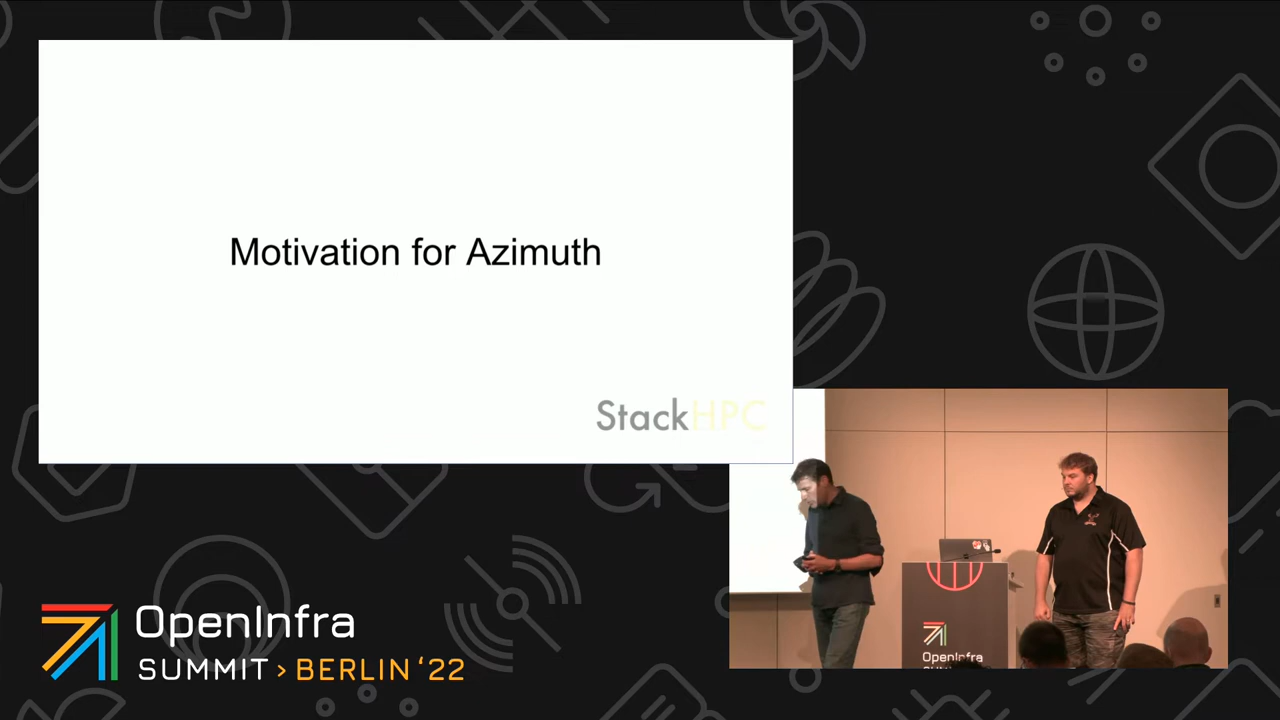 Motivation for Azimuth
StackHPC
OpenInfra
SUMMIT > BERLIN ‘22
OpenInfra